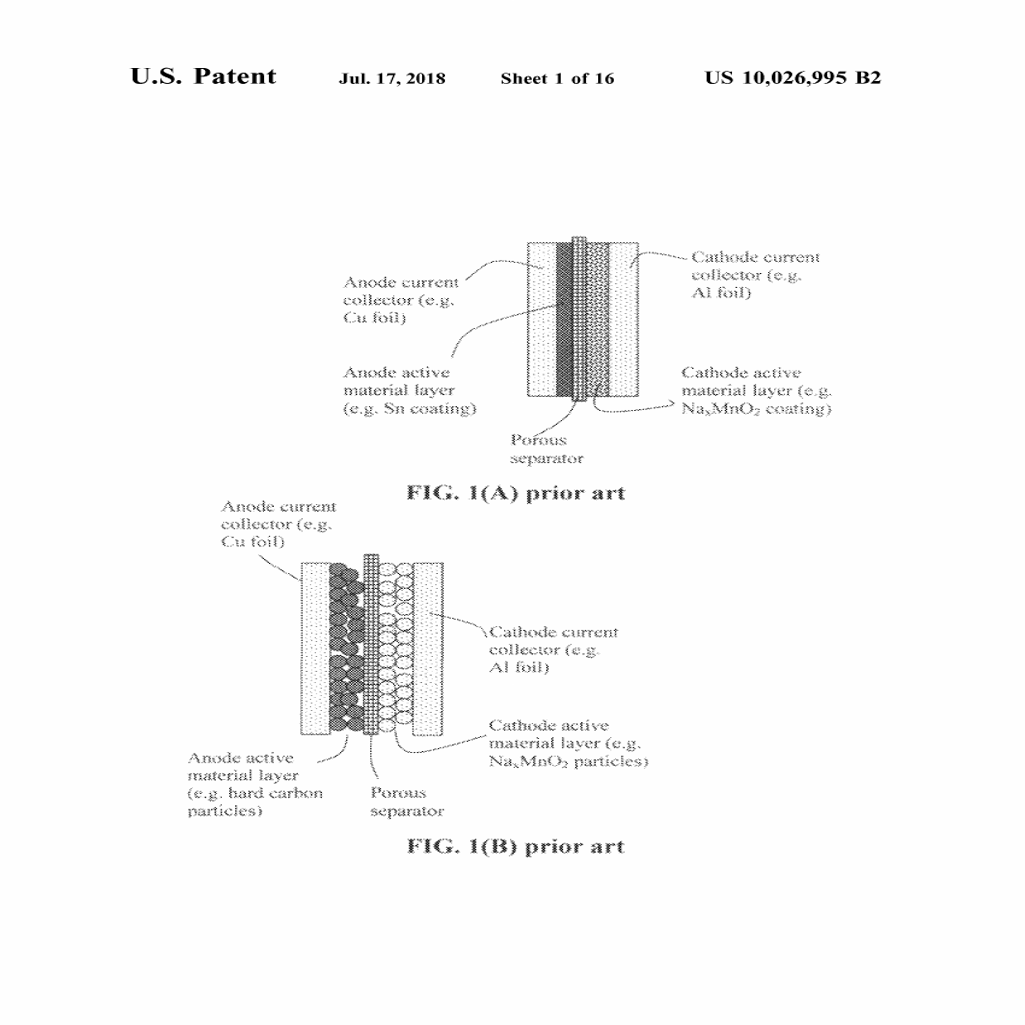 U.S. Patent Jul. 17, 2018 Sheet 1 of 16 US 10,026,995 B2
Anode current
collector (e.g.
Cu foil)
Cathode current
collector (e.g.
Al foil)
Anode active
material layer
(e.g. Sn coating)
Cathode active
material layer (e.g.
NaₓMnO₂ coating)
Porous
separator
FIG. 1(A) prior art
Anode current
collector (e.g.
Cu foil)
Cathode current
collector (e.g.
Al foil)
Cathode active
material layer (e.g.
NaₓMnO₂ particles)
Anode active
material layer
(e.g. hard carbon
particles)
Porous
separator
FIG. 1(B) prior art